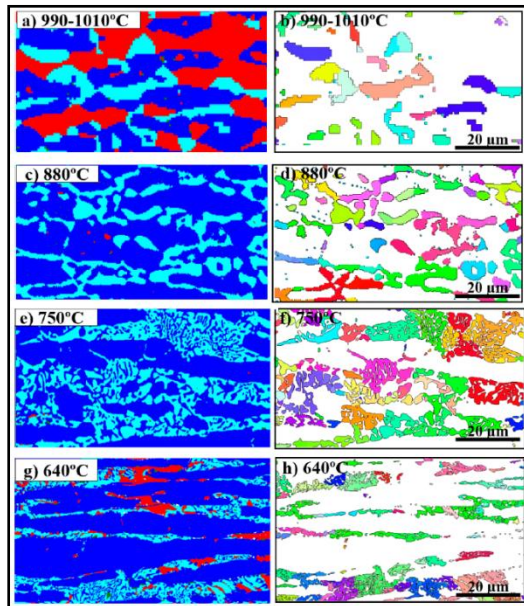 a) 990-1010ºC
b) 990-1010ºC
20 µm
c) 880ºC
d) 880ºC
20 µm
e) 750ºC
f) 750ºC
20 µm
g) 640ºC
h) 640ºC
20 µm